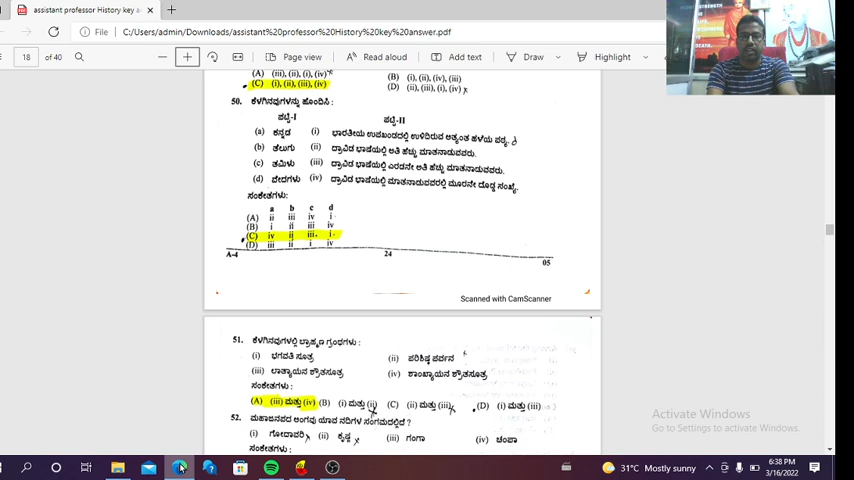 assistant professor History key a
C:/Users/admin/Downloads/assistant%20professor%20History%20key%20answer.pdf
18 of 40
Page view
Read aloud
Add text
Draw
Highlight
(A) (iii), (ii), (i), (iv)
(B) (i), (ii), (iv), (iii)
(C) (i), (ii), (iii), (iv)
(D) (ii), (iii), (i), (iv)
50. ಕೆಳಗಿನವುಗಳನ್ನು ಹೊಂದಿಸಿ :
ಪಟ್ಟಿ-I ಪಟ್ಟಿ-II
(a) ಕನ್ನಡ (i) ಭಾರತೀಯ ಉಪಖಂಡದಲ್ಲಿ ಉಳಿದಿರುವ ಅತ್ಯಂತ ಹಳೆಯ ಪಠ್ಯ.
(b) ತೆಲುಗು (ii) ದ್ರಾವಿಡ ಭಾಷೆಯಲ್ಲಿ ಅತಿ ಹೆಚ್ಚು ಮಾತನಾಡುವವರು.
(c) ತಮಿಳು (iii) ದ್ರಾವಿಡ ಭಾಷೆಯಲ್ಲಿ ಎರಡನೇ ಅತಿ ಹೆಚ್ಚು ಮಾತನಾಡುವವರು.
(d) ವೇದಗಳು (iv) ದ್ರಾವಿಡ ಭಾಷೆಯಲ್ಲಿ ಮಾತನಾಡುವವರಲ್ಲಿ ಮೂರನೇ ದೊಡ್ಡ ಸಂಖ್ಯೆ.
ಸಂಕೇತಗಳು:
a b c d
(A) ii iii iv i
(B) i ii iii iv
(C) iv ii iii i
(D) iii ii i iv
A-4 24 05
Scanned with CamScanner
51. ಕೆಳಗಿನವುಗಳಲ್ಲಿ ಬ್ರಾಹ್ಮಣ ಗ್ರಂಥಗಳು :
(i) ಭಗವತಿ ಸೂತ್ರ (ii) ಪರಿಶಿಷ್ಟ ಪರ್ವನ
(iii) ಲಾತ್ಯಾಯನ ಶ್ರೌತಸೂತ್ರ (iv) ಶಾಂಖ್ಯಾಯನ ಶ್ರೌತಸೂತ್ರ
ಸಂಕೇತಗಳು :
(A) (iii) ಮತ್ತು (iv) (B) (i) ಮತ್ತು (ii) (C) (ii) ಮತ್ತು (iii) (D) (i) ಮತ್ತು (iii)
52. ಮಹಾಜನಪದ ಅಂಗವು ಯಾವ ನದಿಗಳ ಸಂಗಮದಲ್ಲಿದೆ ?
(i) ಗೋದಾವರಿ (ii) ಕೃಷ್ಣ (iii) ಗಂಗಾ (iv) ಚಂಪಾ
ಸಂಕೇತಗಳು:
Activate Windows
Go to Settings to activate Windows.
31°C Mostly sunny
6:38 PM
3/16/2022